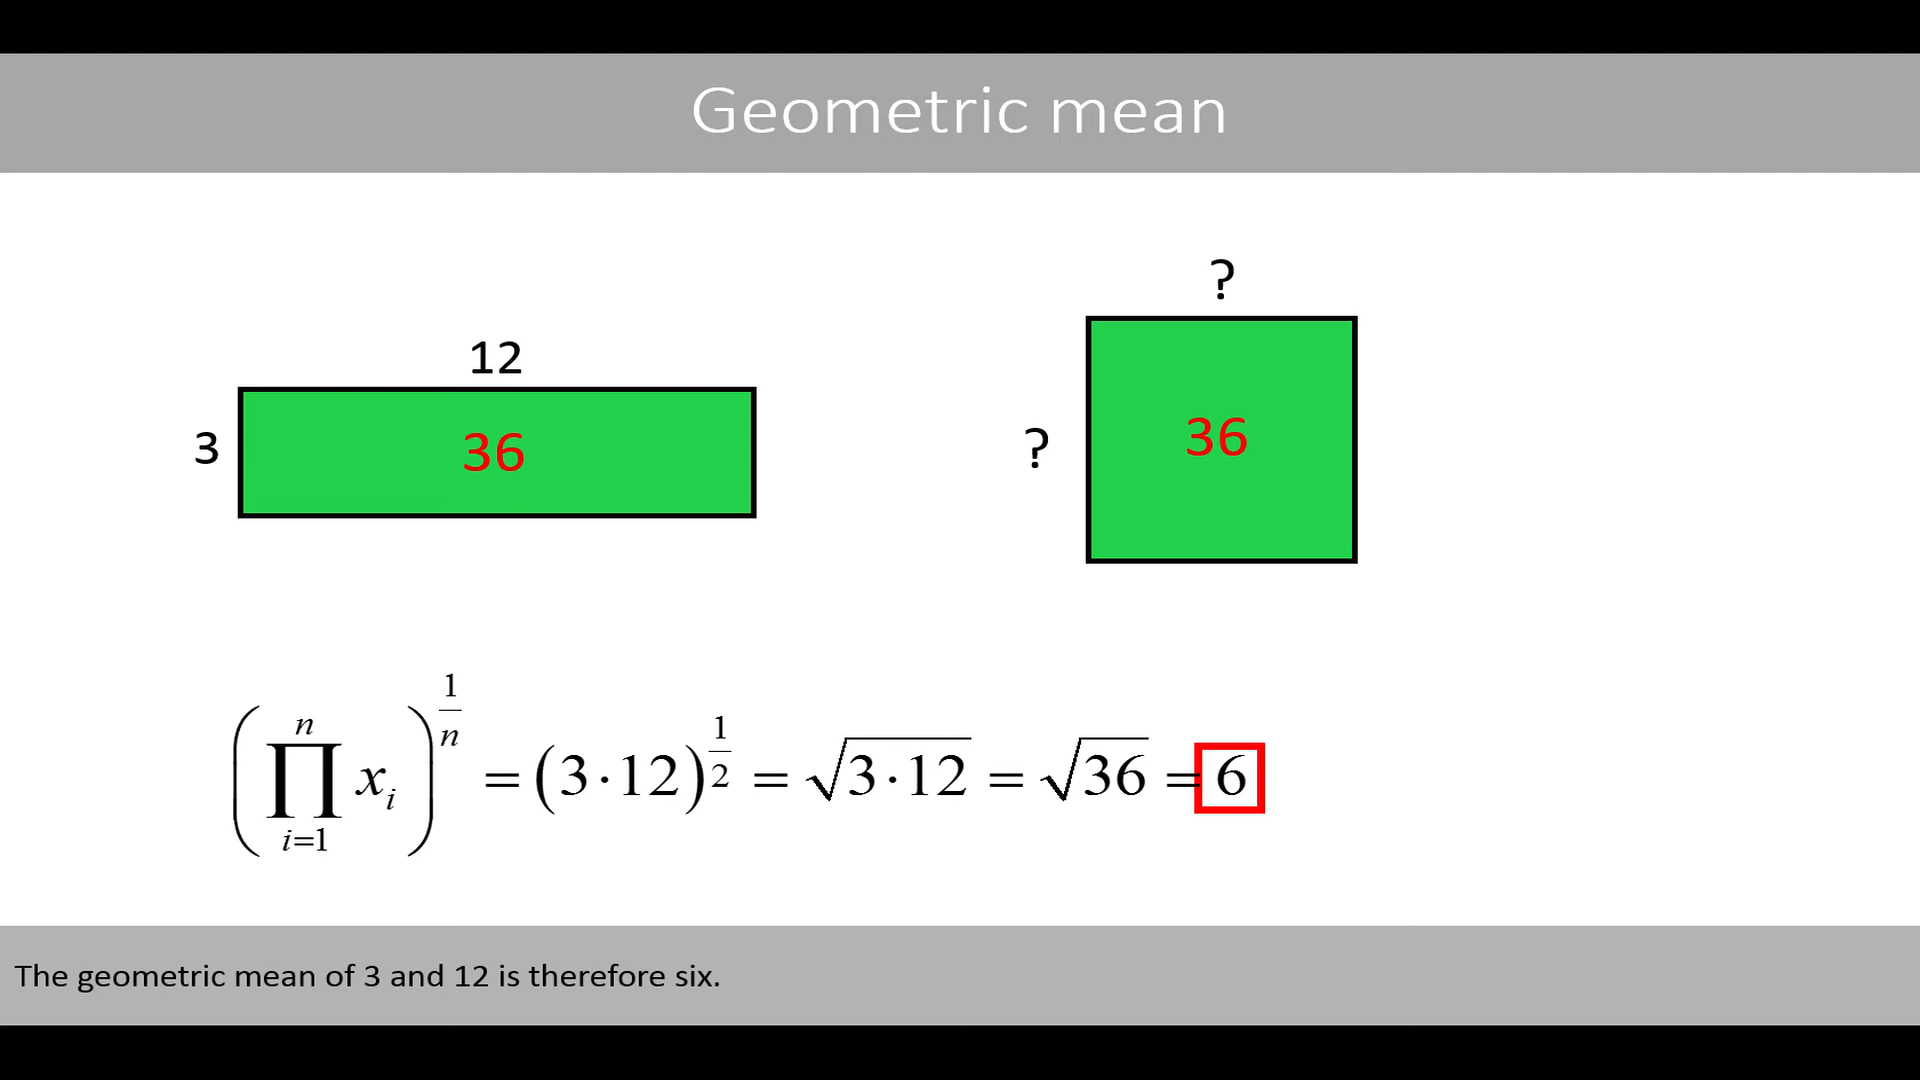 Geometric mean
?
12
3
36
?
36
(∏_{i=1}^{n} x_i)^{1/n} = (3·12)^{1/2} = √(3·12) = √36 = 6
The geometric mean of 3 and 12 is therefore six.